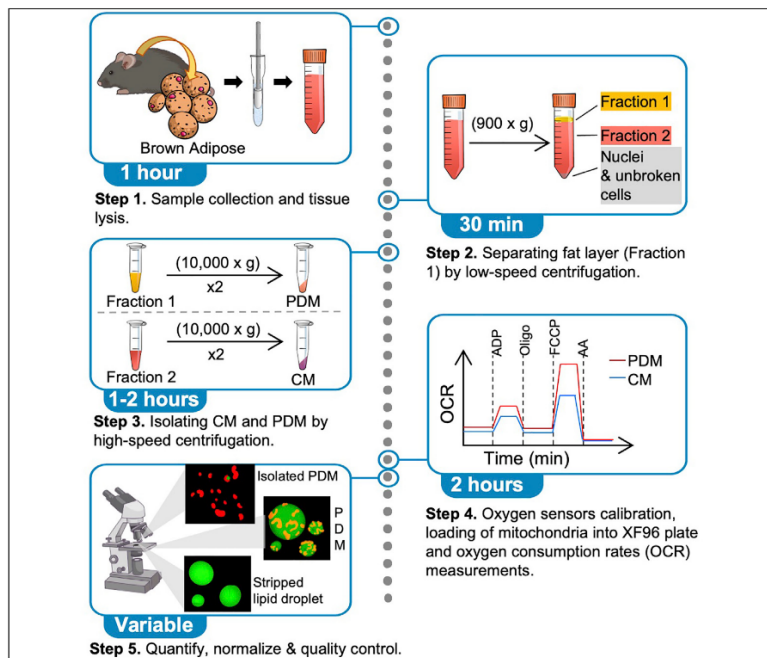 Brown Adipose
1 hour
Step 1. Sample collection and tissue
lysis.
(900 x g)
Fraction 1
Fraction 2
Nuclei
& unbroken
cells
30 min
Step 2. Separating fat layer (Fraction
1) by low-speed centrifugation.
(10,000 x g)
x2
Fraction 1
PDM
(10,000 x g)
x2
Fraction 2
CM
1-2 hours
Step 3. Isolating CM and PDM by
high-speed centrifugation.
ADP
Oligo
FCCP
AA
PDM
CM
OCR
Time (min)
2 hours
Step 4. Oxygen sensors calibration,
loading of mitochondria into XF96 plate
and oxygen consumption rates (OCR)
measurements.
Isolated PDM
P
D
M
Stripped
lipid droplet
Variable
Step 5. Quantify, normalize & quality control.